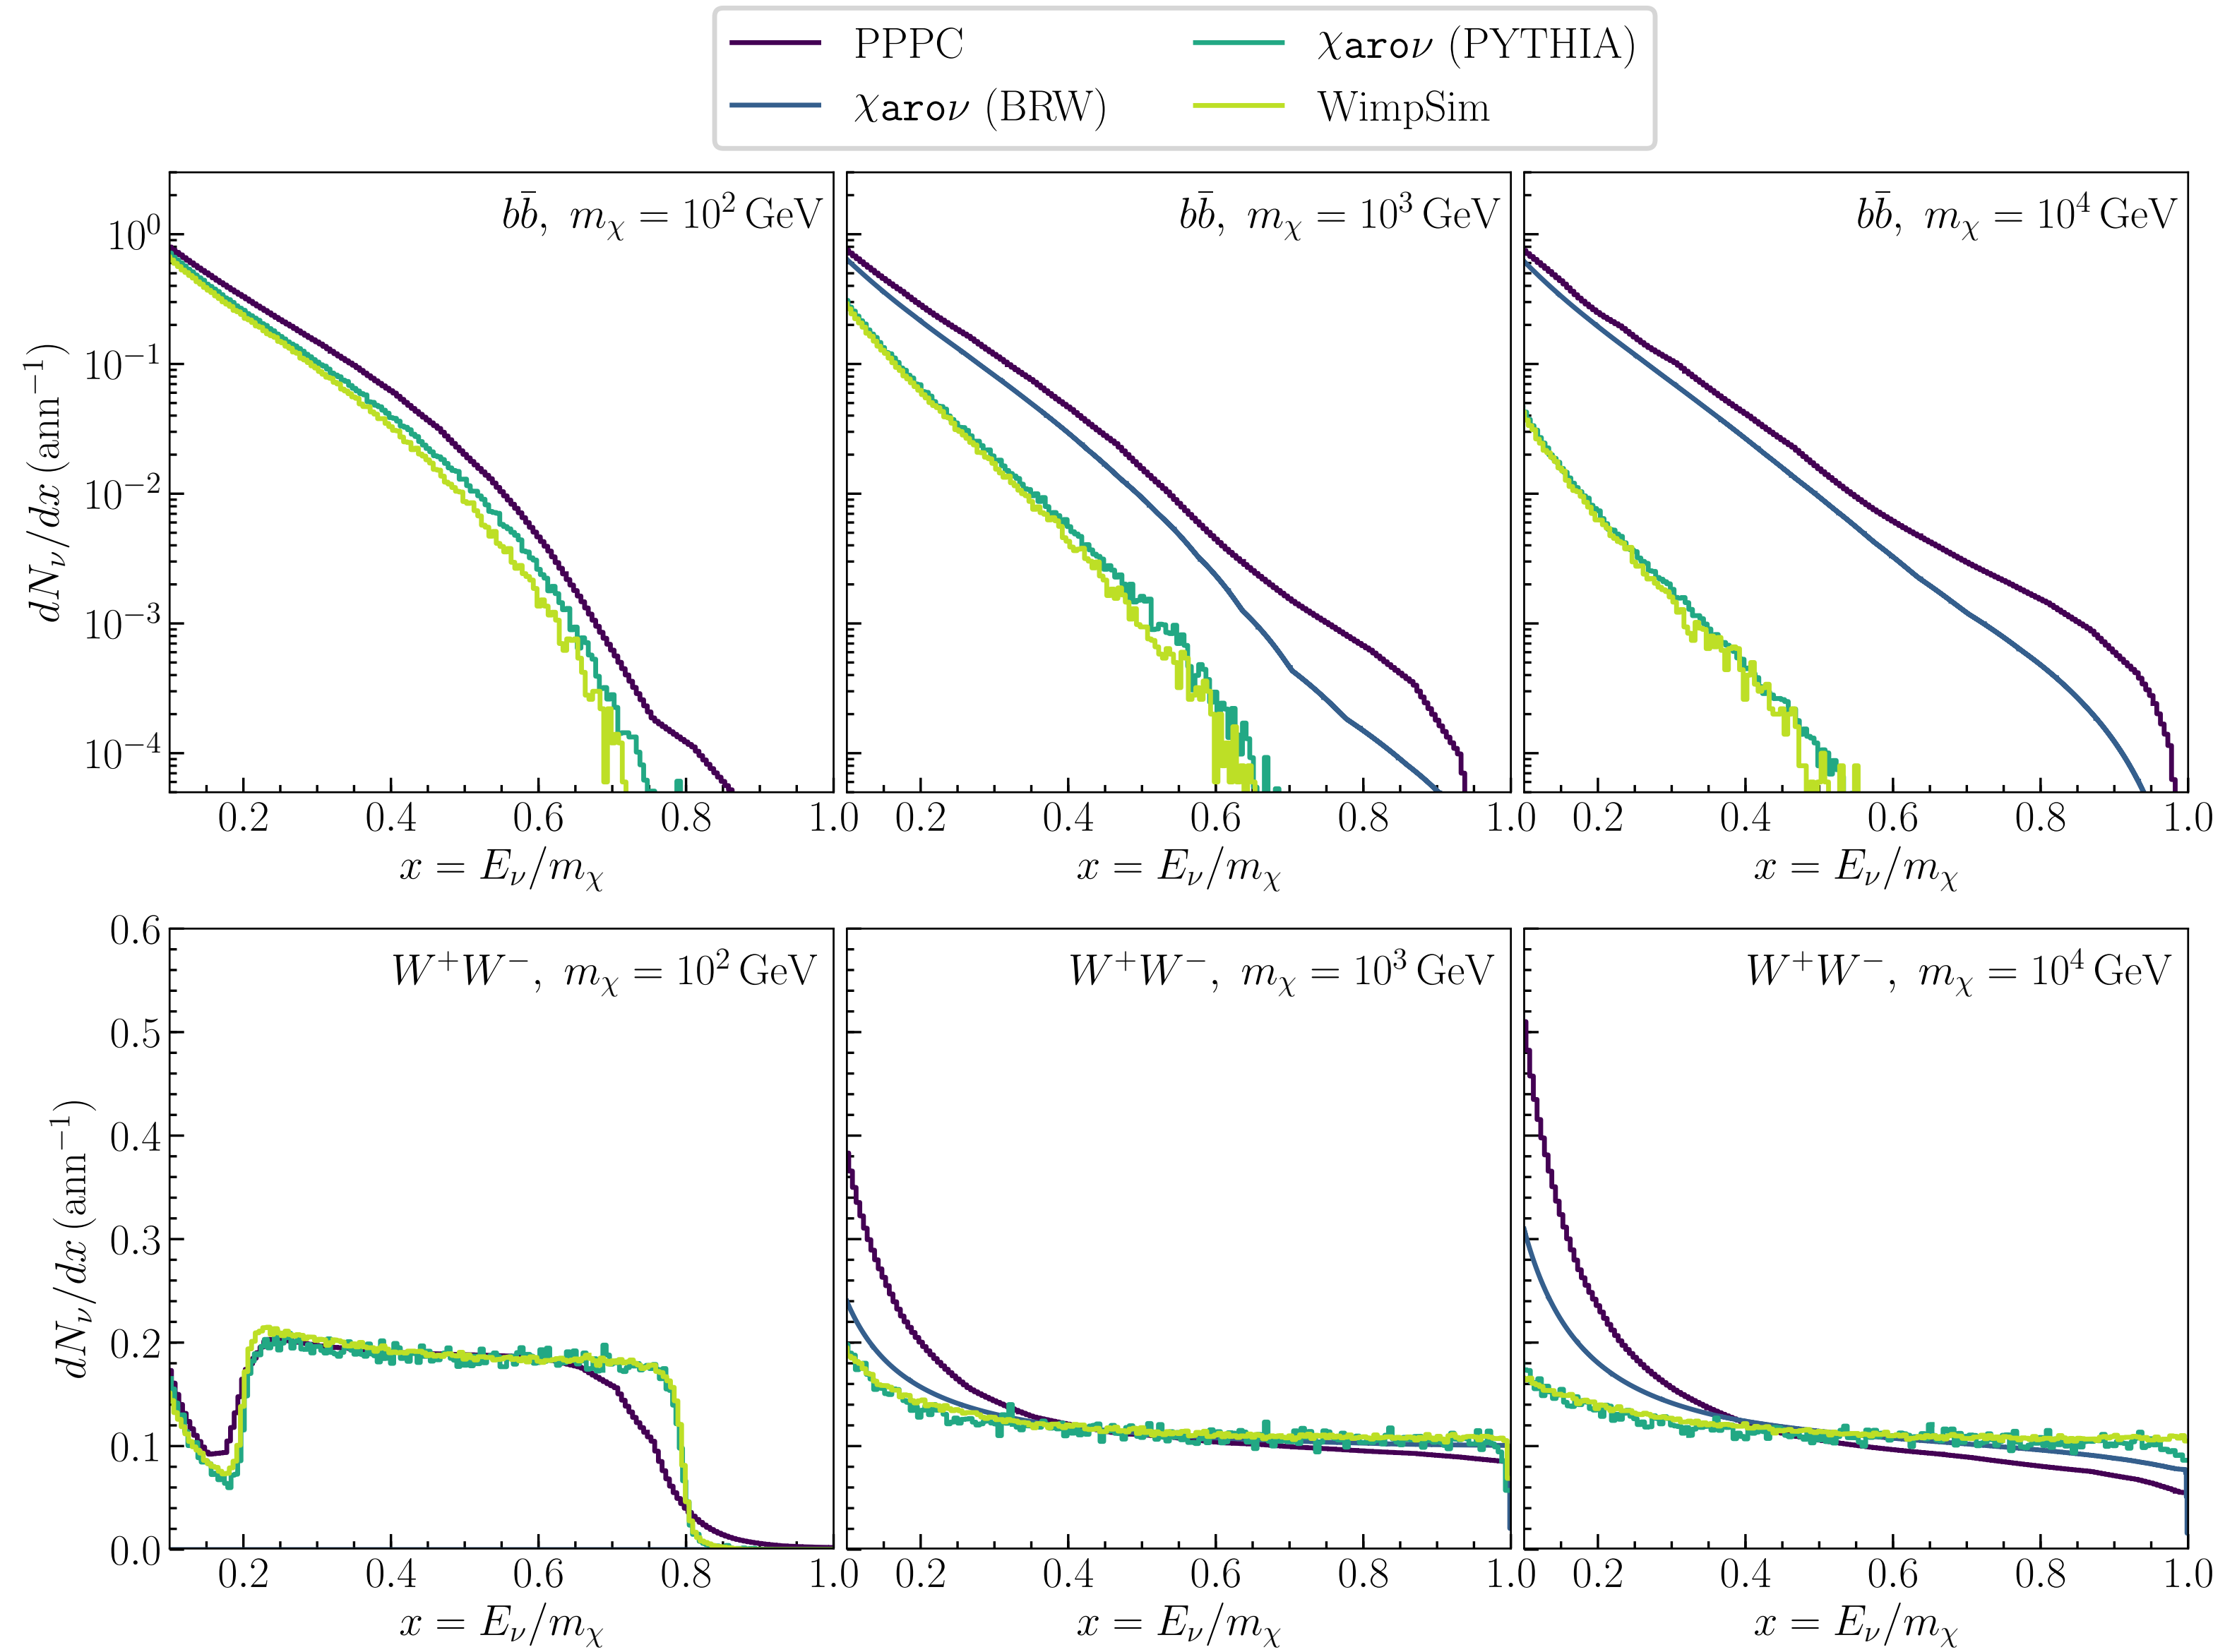 PPPC
χaroν (PYTHIA)
χaroν (BRW)
WimpSim
bb̄, mχ = 10² GeV
bb̄, mχ = 10³ GeV
bb̄, mχ = 10⁴ GeV
10⁰
10⁻¹
10⁻²
10⁻³
10⁻⁴
dNν/dx (ann⁻¹)
0.2 0.4 0.6 0.8 1.0 0.2 0.4 0.6 0.8 1.0 0.2 0.4 0.6 0.8 1.0
x = Eν/mχ
x = Eν/mχ
x = Eν/mχ
W⁺W⁻, mχ = 10² GeV
W⁺W⁻, mχ = 10³ GeV
W⁺W⁻, mχ = 10⁴ GeV
0.6
0.5
0.4
0.3
0.2
0.1
0.0
dNν/dx (ann⁻¹)
0.2 0.4 0.6 0.8 1.0 0.2 0.4 0.6 0.8 1.0 0.2 0.4 0.6 0.8 1.0
x = Eν/mχ
x = Eν/mχ
x = Eν/mχ